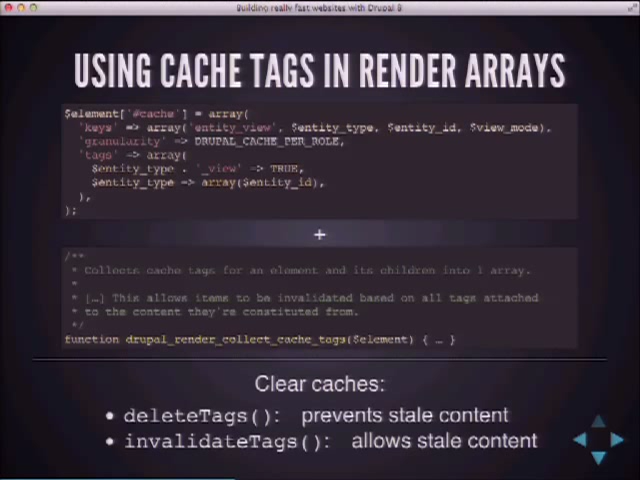 Building really fast websites with Drupal 8
USING CACHE TAGS IN RENDER ARRAYS
$element['#cache'] = array(
'keys' => array('entity_view', $entity_type, $entity_id, $view_mode),
'granularity' => DRUPAL_CACHE_PER_ROLE,
'tags' => array(
$entity_type . '_view' => TRUE,
$entity_type => array($entity_id),
),
);
+
/**
* Collects cache tags for an element and its children into 1 array.
*
* […] This allows items to be invalidated based on all tags attached
* to the content they're constituted from.
*/
function drupal_render_collect_cache_tags($element) { … }
Clear caches:
• deleteTags(): prevents stale content
• invalidateTags(): allows stale content